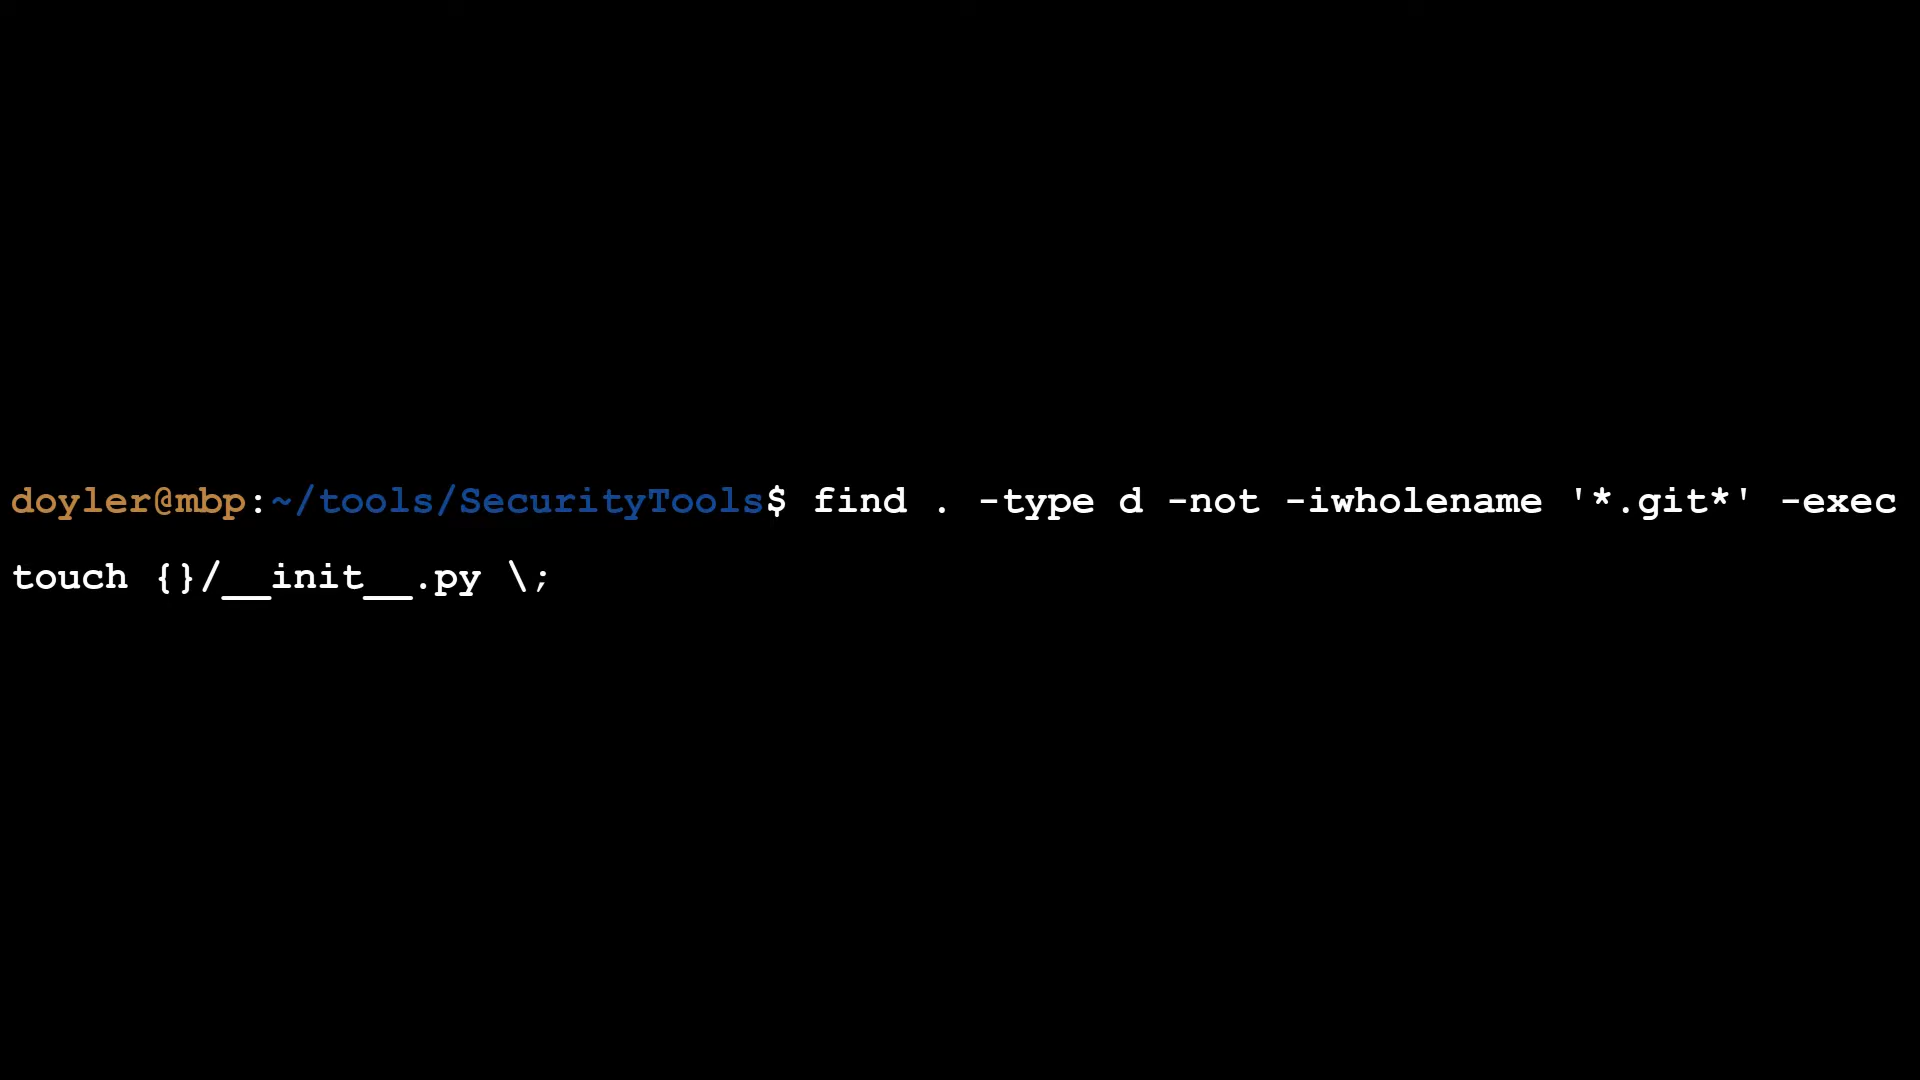 doyler@mbp:~/tools/SecurityTools$ find . -type d -not -iwholename '*.git*' -exec
touch {}/__init__.py \;